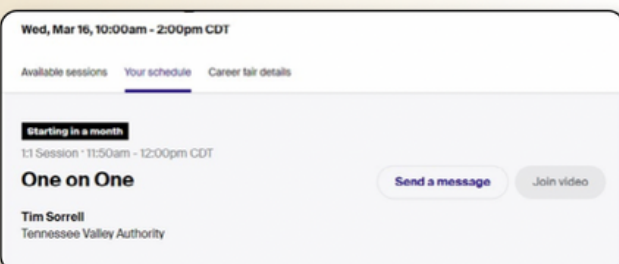 Wed, Mar 16, 10:00am - 2:00pm CDT
Available sessions Your schedule Career fair details
Starting in a month
1:1 Session · 11:50am - 12:00pm CDT
One on One
Send a message Join video
Tim Sorrell
Tennessee Valley Authority